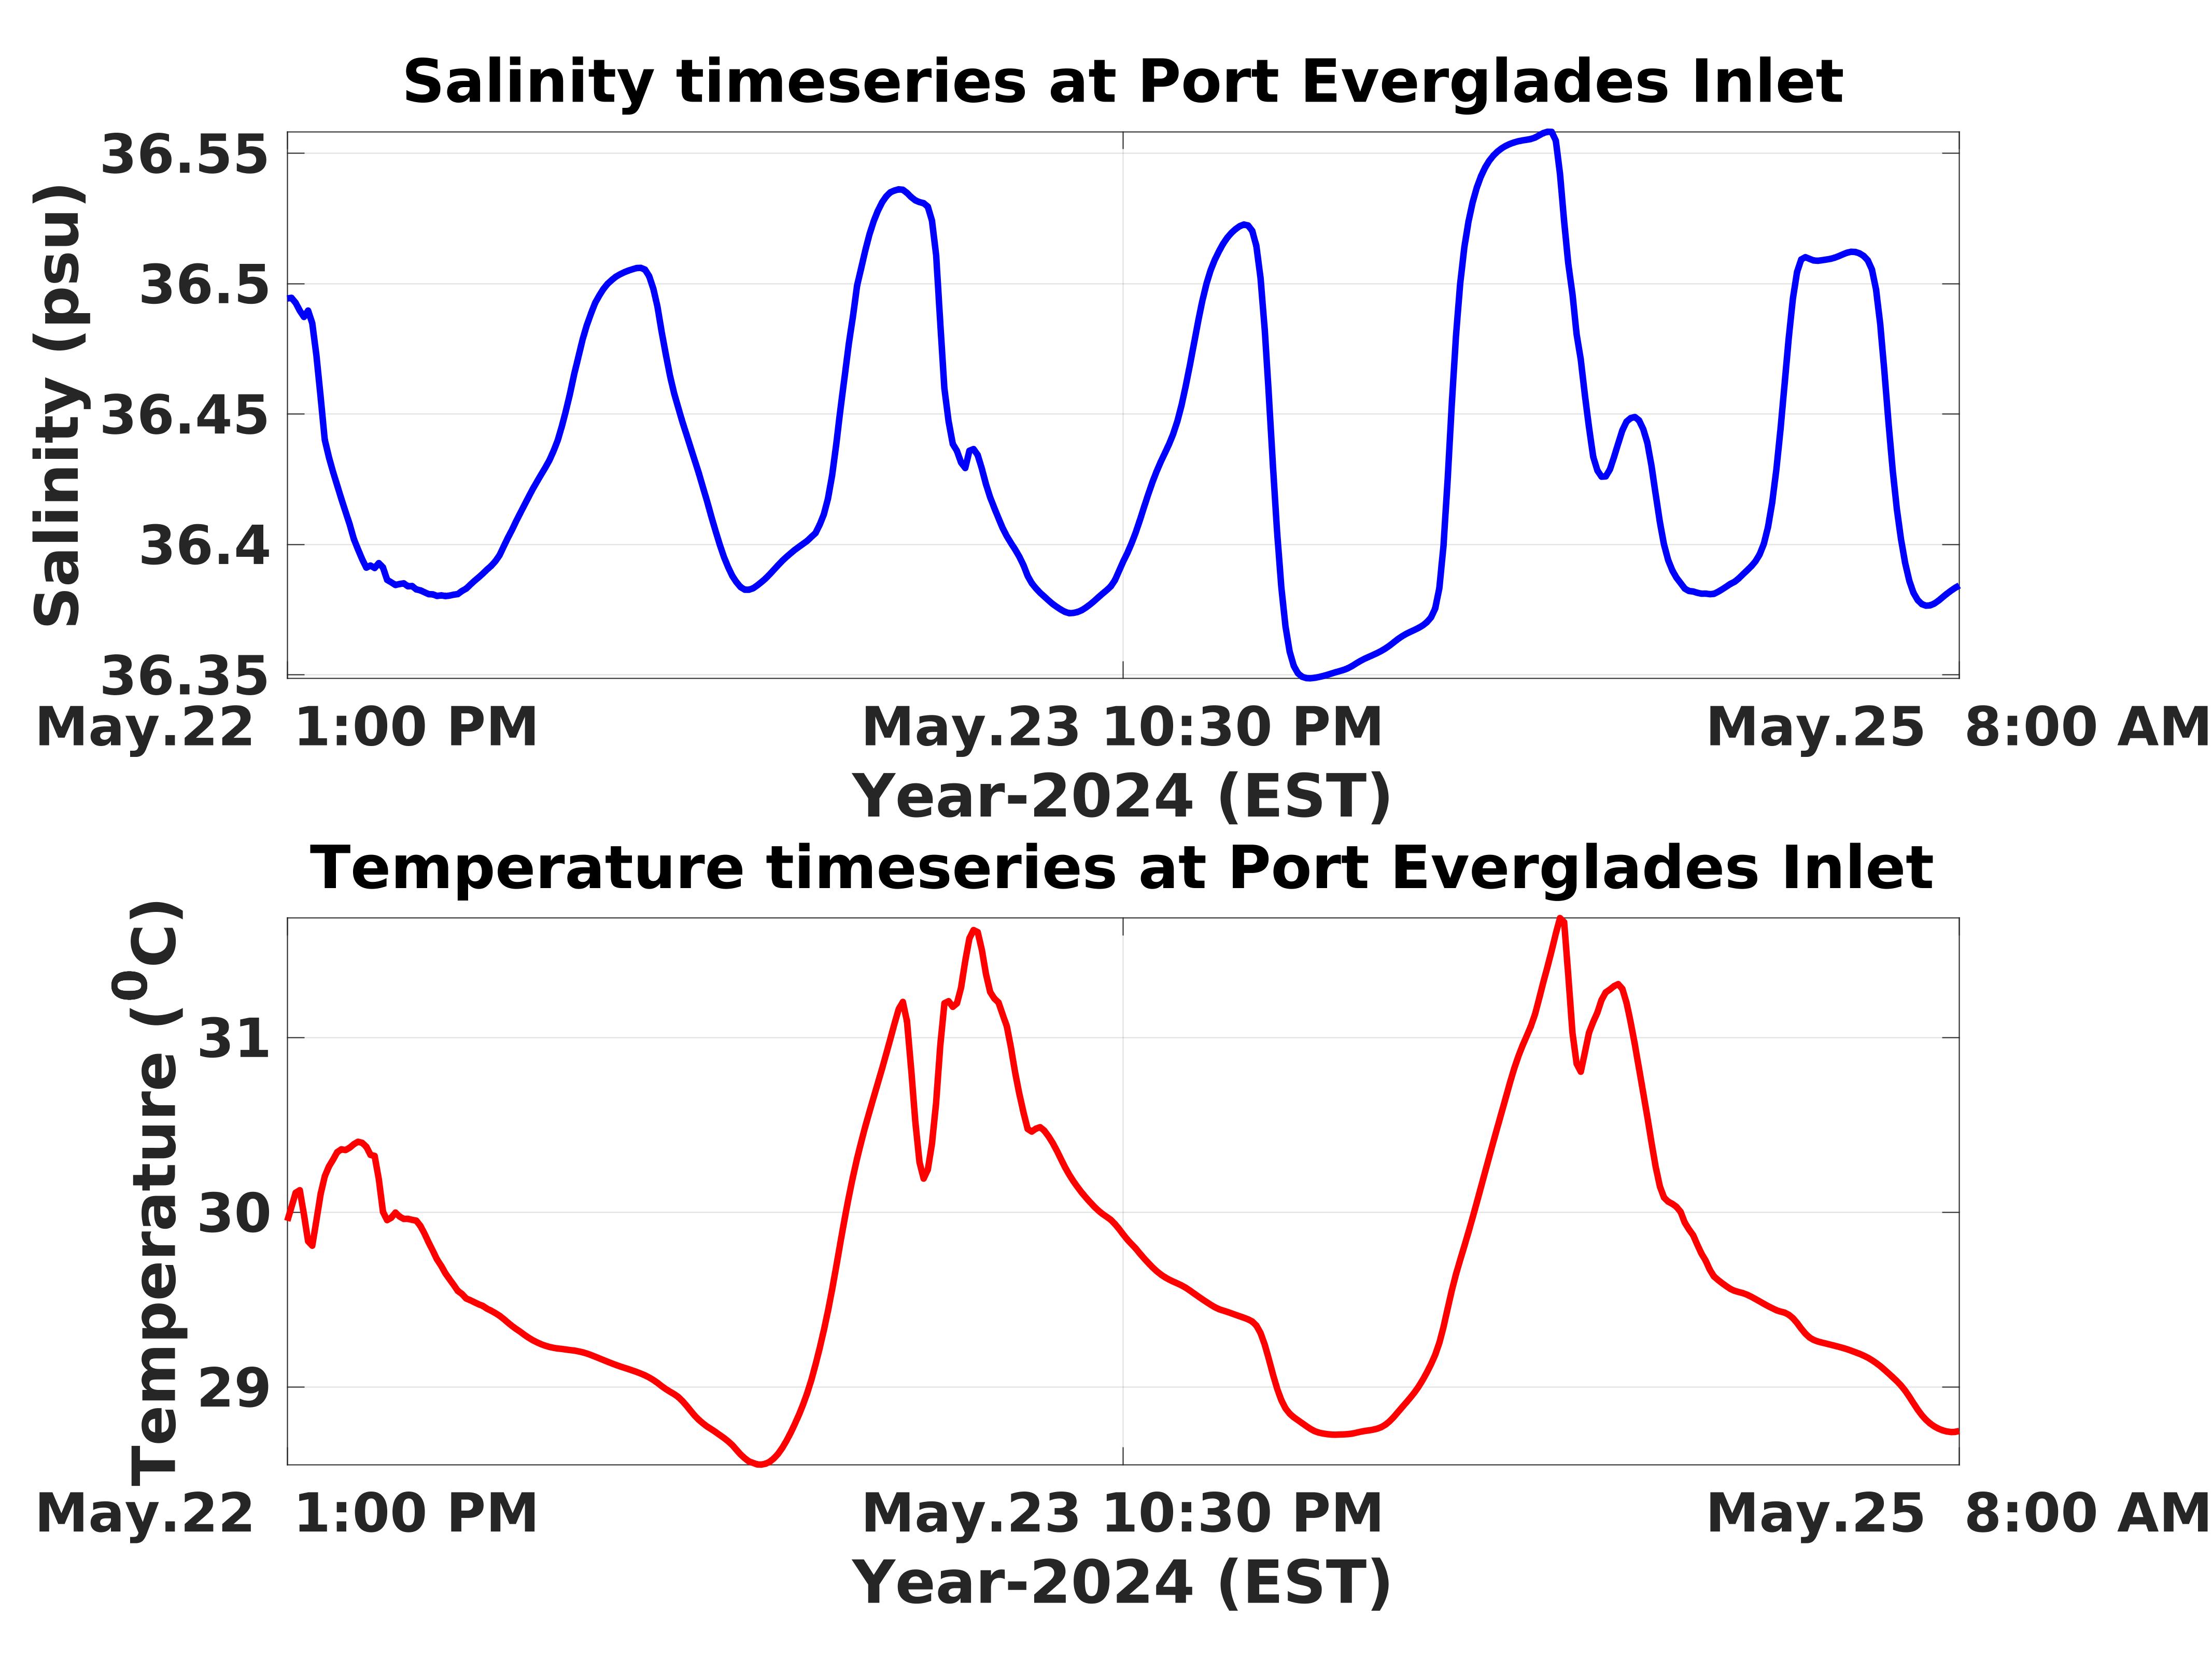 Salinity timeseries at Port Everglades Inlet
Salinity (psu)
36.55
36.5
36.45
36.4
36.35
May.22 1:00 PM May.23 10:30 PM May.25 8:00 AM
Year-2024 (EST)
Temperature timeseries at Port Everglades Inlet
Temperature (⁰C)
31
30
29
May.22 1:00 PM May.23 10:30 PM May.25 8:00 AM
Year-2024 (EST)